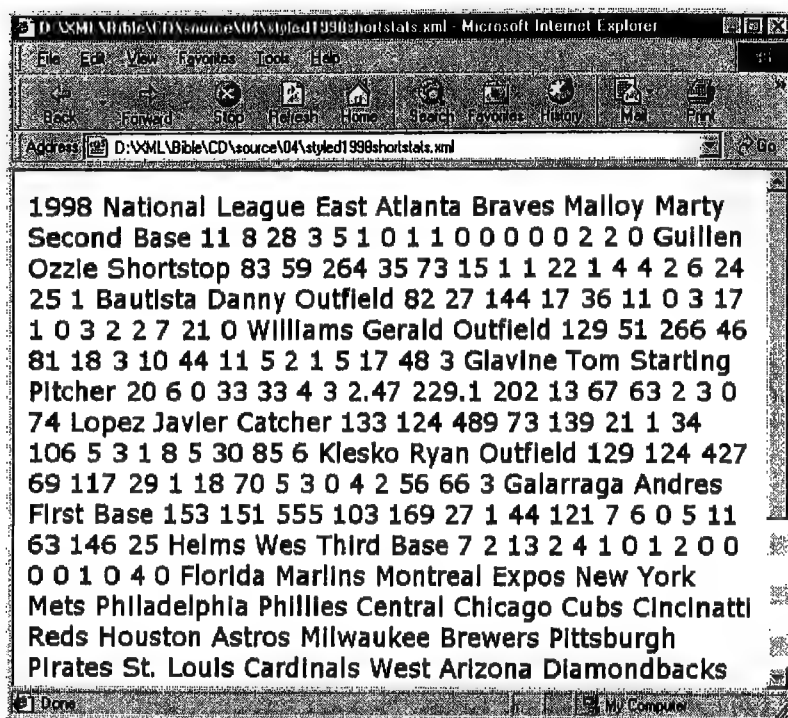 D:\XML\Bible\CD\source\04\styled1998shortstats.xml - Microsoft Internet Explorer
File Edit View Favorites Tools Help
Back Forward Stop Refresh Home Search Favorites History Mail Print
Address D:\XML\Bible\CD\source\04\styled1998shortstats.xml Go
1998 National League East Atlanta Braves Malloy Marty
Second Base 11 8 28 3 5 1 0 1 1 0 0 0 0 0 2 2 0 Guillen
Ozzie Shortstop 83 59 264 35 73 15 1 1 22 1 4 4 2 6 24
25 1 Bautista Danny Outfield 82 27 144 17 36 11 0 3 17
1 0 3 2 2 7 21 0 Williams Gerald Outfield 129 51 266 46
81 18 3 10 44 11 5 2 1 5 17 48 3 Glavine Tom Starting
Pitcher 20 6 0 33 33 4 3 2.47 229.1 202 13 67 63 2 3 0
74 Lopez Javier Catcher 133 124 489 73 139 21 1 34
106 5 3 1 8 5 30 85 6 Klesko Ryan Outfield 129 124 427
69 117 29 1 18 70 5 3 0 4 2 56 66 3 Galarraga Andres
First Base 153 151 555 103 169 27 1 44 121 7 6 0 5 11
63 146 25 Helms Wes Third Base 7 2 13 2 4 1 0 1 2 0 0
0 0 1 0 4 0 Florida Marlins Montreal Expos New York
Mets Philadelphia Phillies Central Chicago Cubs Cincinatti
Reds Houston Astros Milwaukee Brewers Pittsburgh
Pirates St. Louis Cardinals West Arizona Diamondbacks
Done My Computer